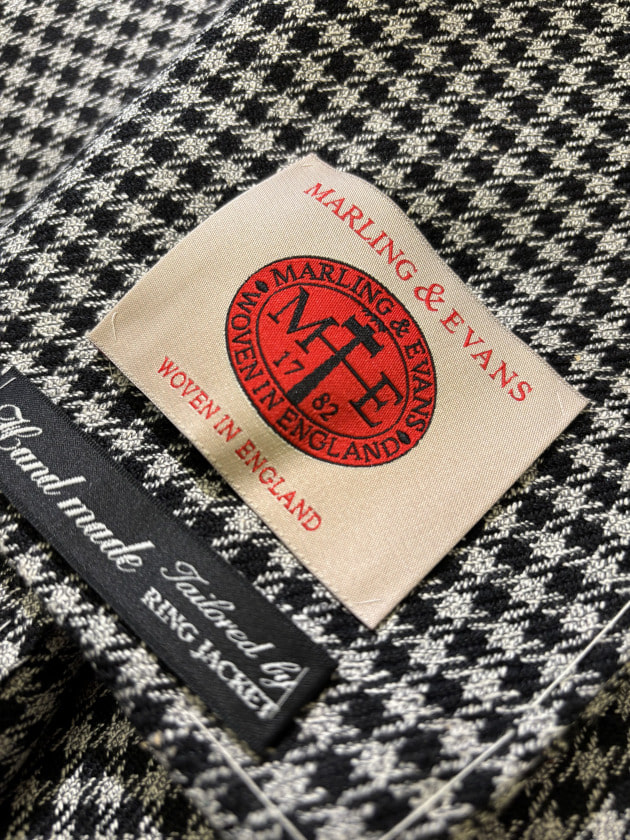 MARLING & EVANS
MARLING & EVANS
WOVEN IN ENGLAND
M T E
17 82
WOVEN IN ENGLAND
Hand made
Tailored by
RING JACKET